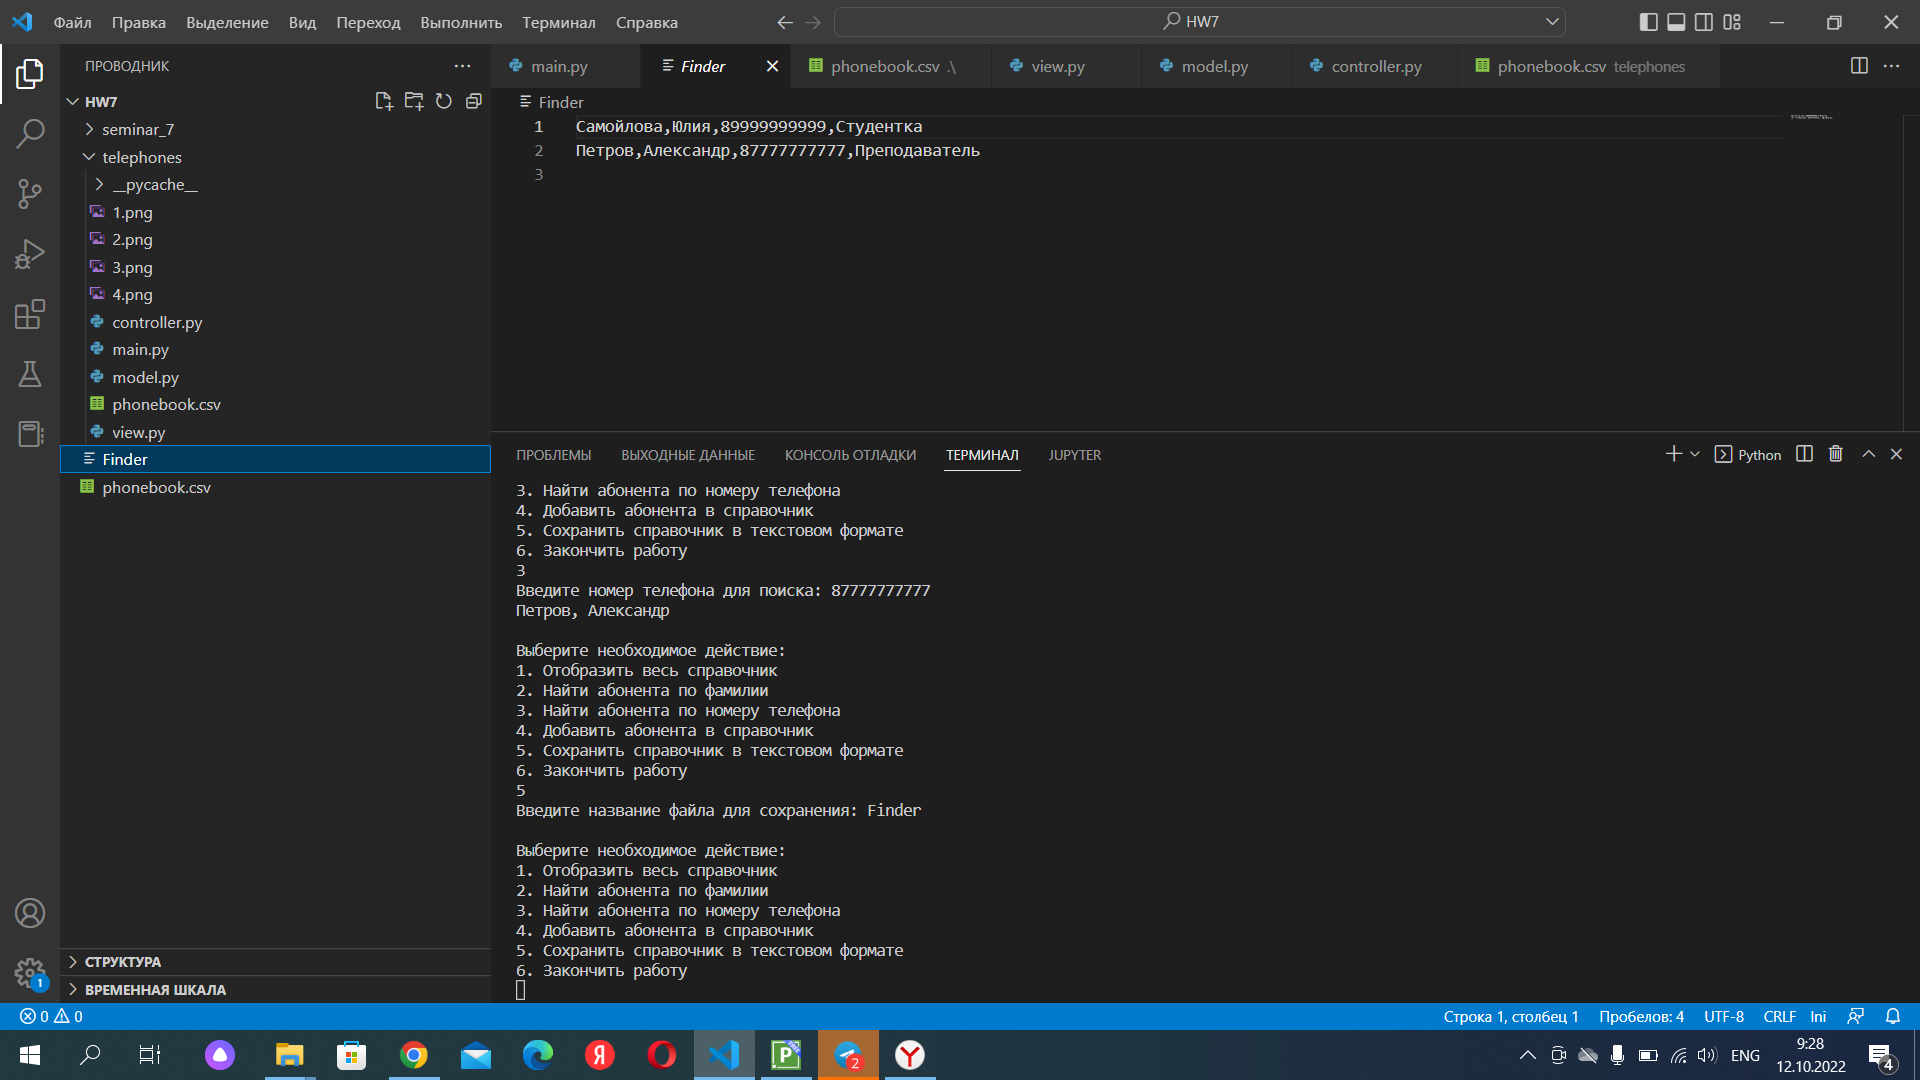 Файл Правка Выделение Вид Переход Выполнить Терминал Справка HW7
ПРОВОДНИК
HW7
seminar_7
telephones
__pycache__
1.png
2.png
3.png
4.png
controller.py
main.py
model.py
phonebook.csv
view.py
Finder
phonebook.csv
СТРУКТУРА
ВРЕМЕННАЯ ШКАЛА
main.py Finder phonebook.csv .\ view.py model.py controller.py phonebook.csv telephones
Finder
1 Самойлова,Юлия,89999999999,Студентка
2 Петров,Александр,87777777777,Преподаватель
3
ПРОБЛЕМЫ ВЫХОДНЫЕ ДАННЫЕ КОНСОЛЬ ОТЛАДКИ ТЕРМИНАЛ JUPYTER Python
3. Найти абонента по номеру телефона
4. Добавить абонента в справочник
5. Сохранить справочник в текстовом формате
6. Закончить работу
3
Введите номер телефона для поиска: 87777777777
Петров, Александр
Выберите необходимое действие:
1. Отобразить весь справочник
2. Найти абонента по фамилии
3. Найти абонента по номеру телефона
4. Добавить абонента в справочник
5. Сохранить справочник в текстовом формате
6. Закончить работу
5
Введите название файла для сохранения: Finder
Выберите необходимое действие:
1. Отобразить весь справочник
2. Найти абонента по фамилии
3. Найти абонента по номеру телефона
4. Добавить абонента в справочник
5. Сохранить справочник в текстовом формате
6. Закончить работу
1
0 0 Строка 1, столбец 1 Пробелов: 4 UTF-8 CRLF Ini
Я P FREE 2 Y ENG
9:28
12.10.2022
4